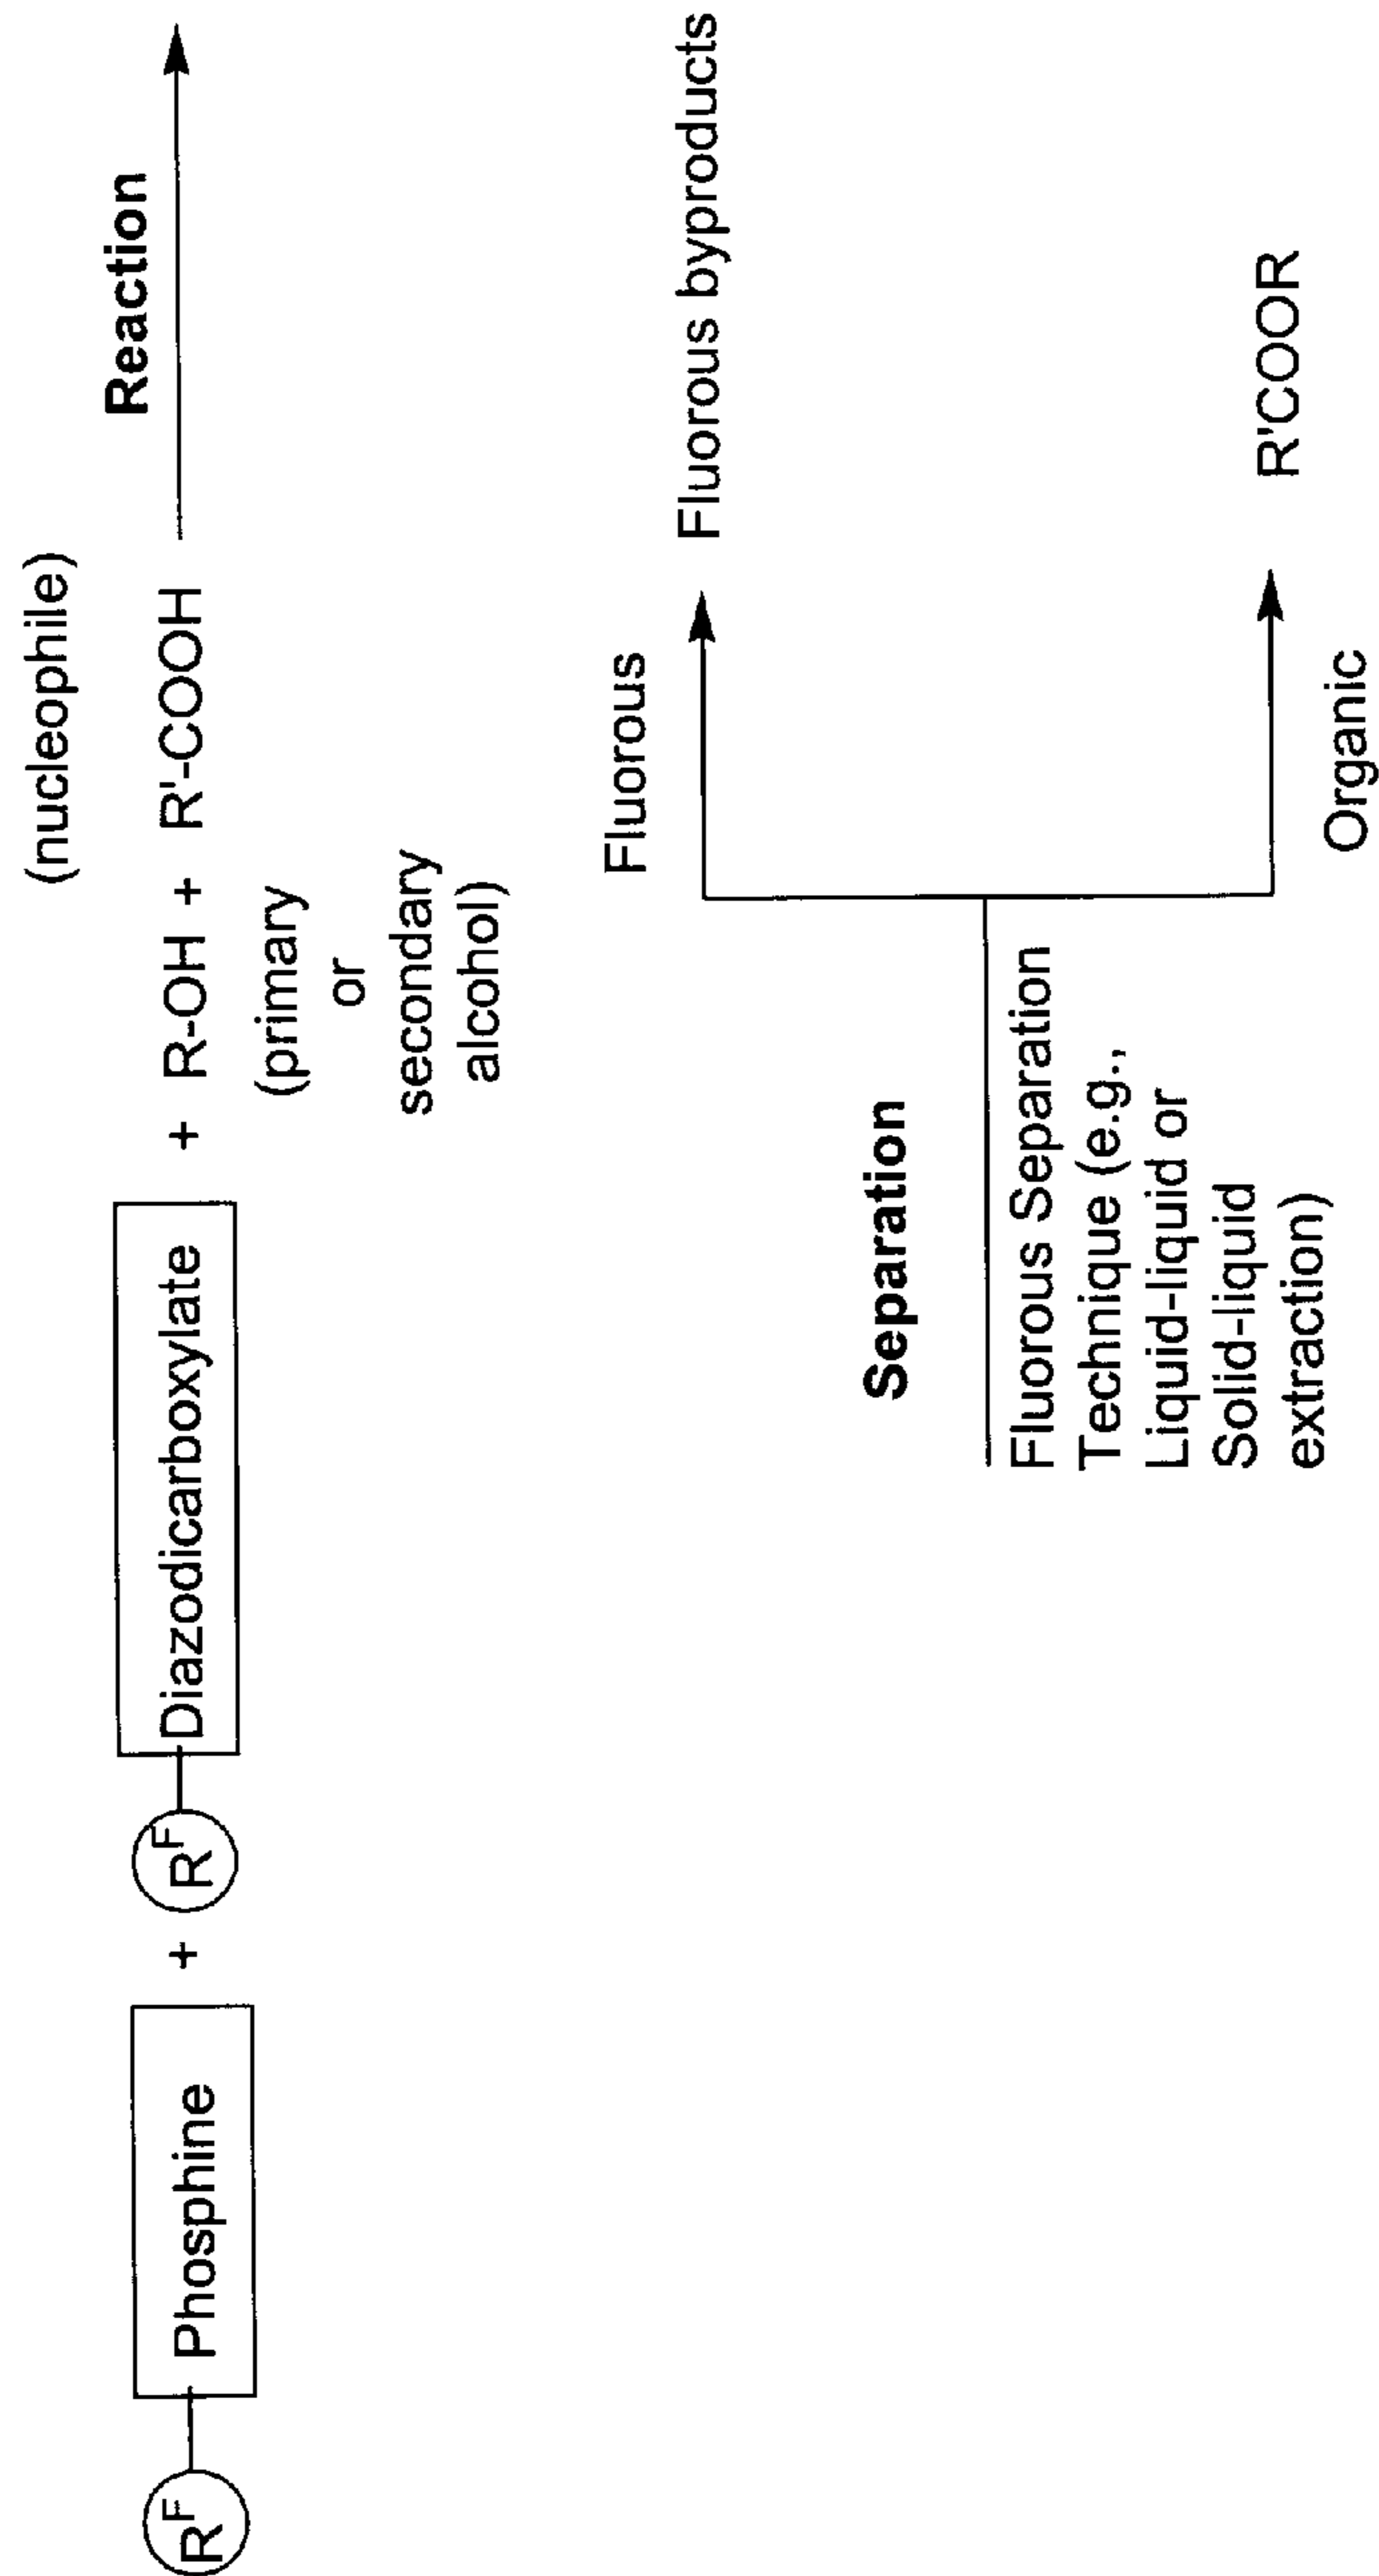 (nucleophile)
R^F Phosphine + R^F Diazodicarboxylate + R-OH + R'-COOH
Reaction
(primary
or
secondary
alcohol)
Separation
Fluorous Separation
Technique (e.g.,
Liquid-liquid or
Solid-liquid
extraction)
Fluorous
Fluorous byproducts
Organic
R'COOR